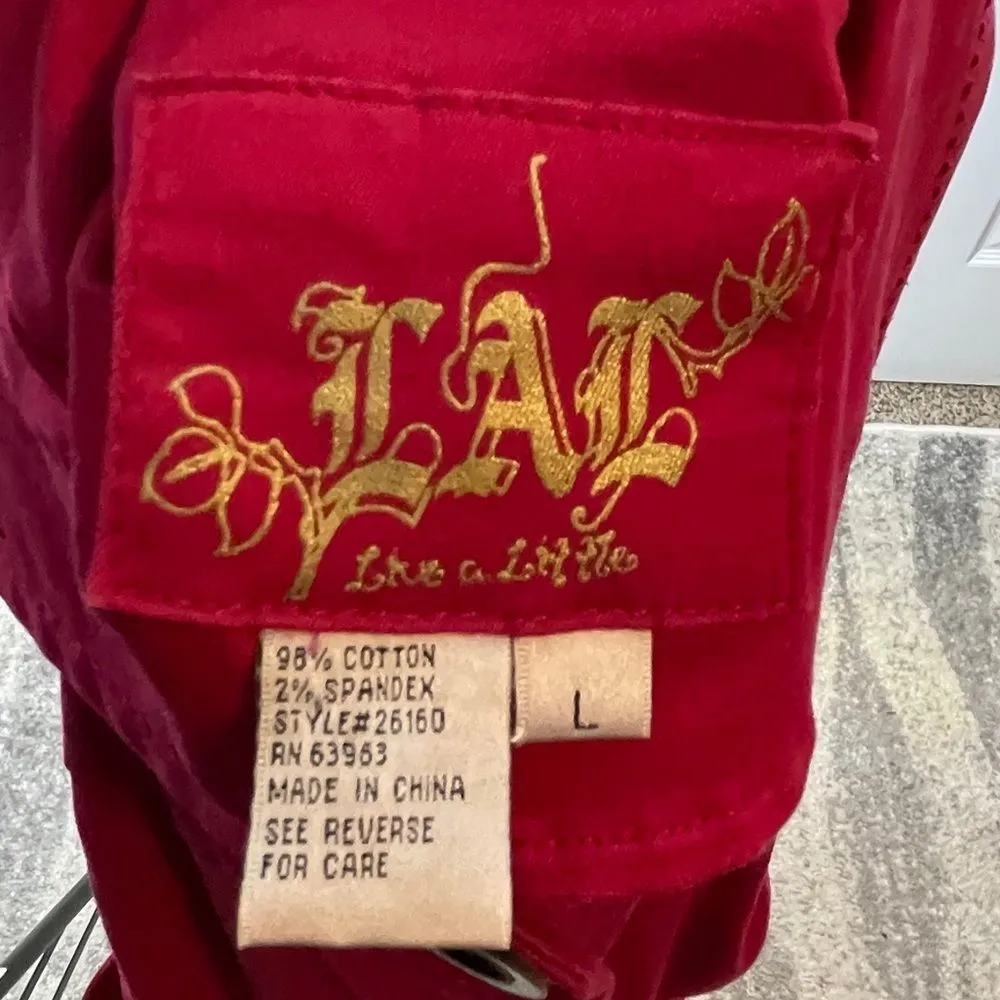 LAL
Live a Little
98% COTTON
2% SPANDEX
STYLE#26160
RN 63963
MADE IN CHINA
SEE REVERSE
FOR CARE
L